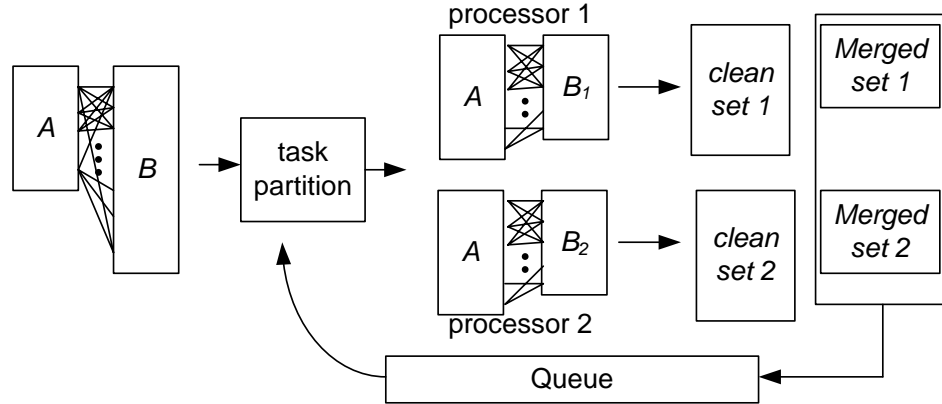 processor 1
A
B
task
partition
A
B1
clean
set 1
Merged
set 1
A
B2
clean
set 2
Merged
set 2
processor 2
Queue